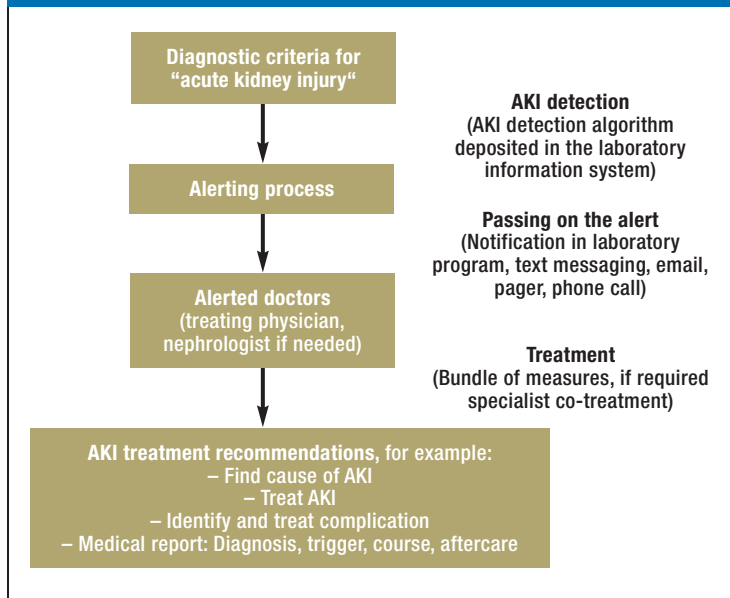 Diagnostic criteria for
“acute kidney injury“
AKI detection
(AKI detection algorithm
deposited in the laboratory
information system)
Alerting process
Passing on the alert
(Notification in laboratory
program, text messaging, email,
pager, phone call)
Alerted doctors
(treating physician,
nephrologist if needed)
Treatment
(Bundle of measures, if required
specialist co-treatment)
AKI treatment recommendations, for example:
– Find cause of AKI
– Treat AKI
– Identify and treat complication
– Medical report: Diagnosis, trigger, course, aftercare